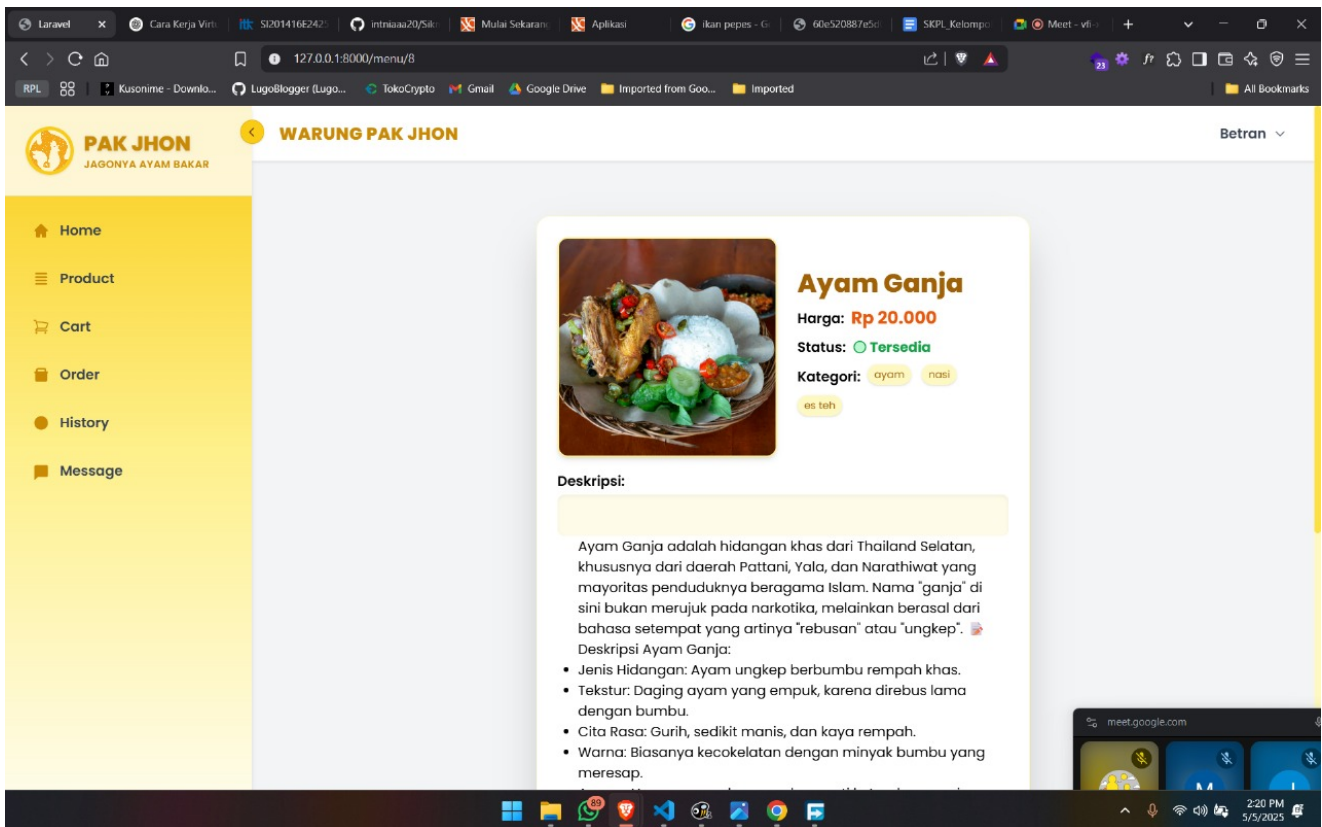 Laravel
Cara Kerja Virtu
SI201416E2425
intniaaa20/Sik
Mulai Sekarang
Aplikasi
ikan pepes - G
60e520887e5d
SKPL_Kelompo
Meet - vfi-
127.0.0.1:8000/menu/8
23
RPL
Kusonime - Downlo...
LugoBlogger (Lugo...
TokoCrypto
Gmail
Google Drive
Imported from Goo...
Imported
All Bookmarks
PAK JHON
JAGONYA AYAM BAKAR
WARUNG PAK JHON
Betran
Home
Product
Cart
Order
History
Message
Ayam Ganja
Harga: Rp 20.000
Status: Tersedia
Kategori: ayam nasi
es teh
Deskripsi:
Ayam Ganja adalah hidangan khas dari Thailand Selatan,
khususnya dari daerah Pattani, Yala, dan Narathiwat yang
mayoritas penduduknya beragama Islam. Nama "ganja" di
sini bukan merujuk pada narkotika, melainkan berasal dari
bahasa setempat yang artinya "rebusan" atau "ungkep". 📝
Deskripsi Ayam Ganja:
• Jenis Hidangan: Ayam ungkep berbumbu rempah khas.
• Tekstur: Daging ayam yang empuk, karena direbus lama
dengan bumbu.
• Cita Rasa: Gurih, sedikit manis, dan kaya rempah.
• Warna: Biasanya kecokelatan dengan minyak bumbu yang
meresap.
meet.google.com
89
2:20 PM
5/5/2025